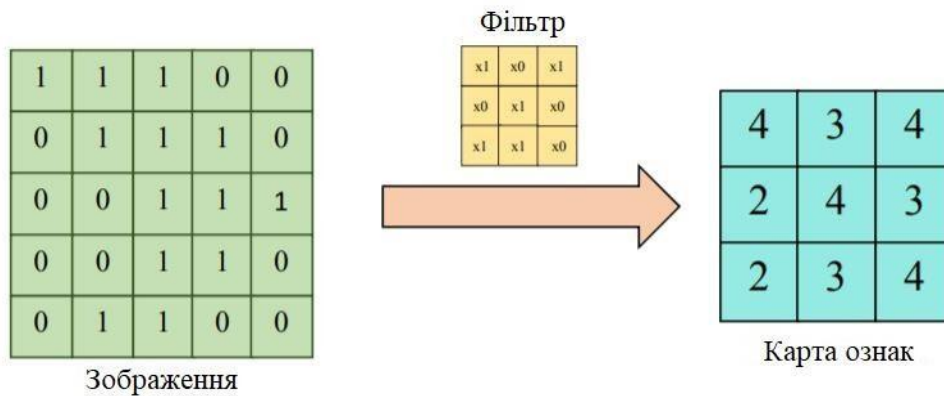 Фільтр
1 1 1 0 0
0 1 1 1 0
0 0 1 1 1
0 0 1 1 0
0 1 1 0 0
Зображення
x1 x0 x1
x0 x1 x0
x1 x1 x0
4 3 4
2 4 3
2 3 4
Карта ознак